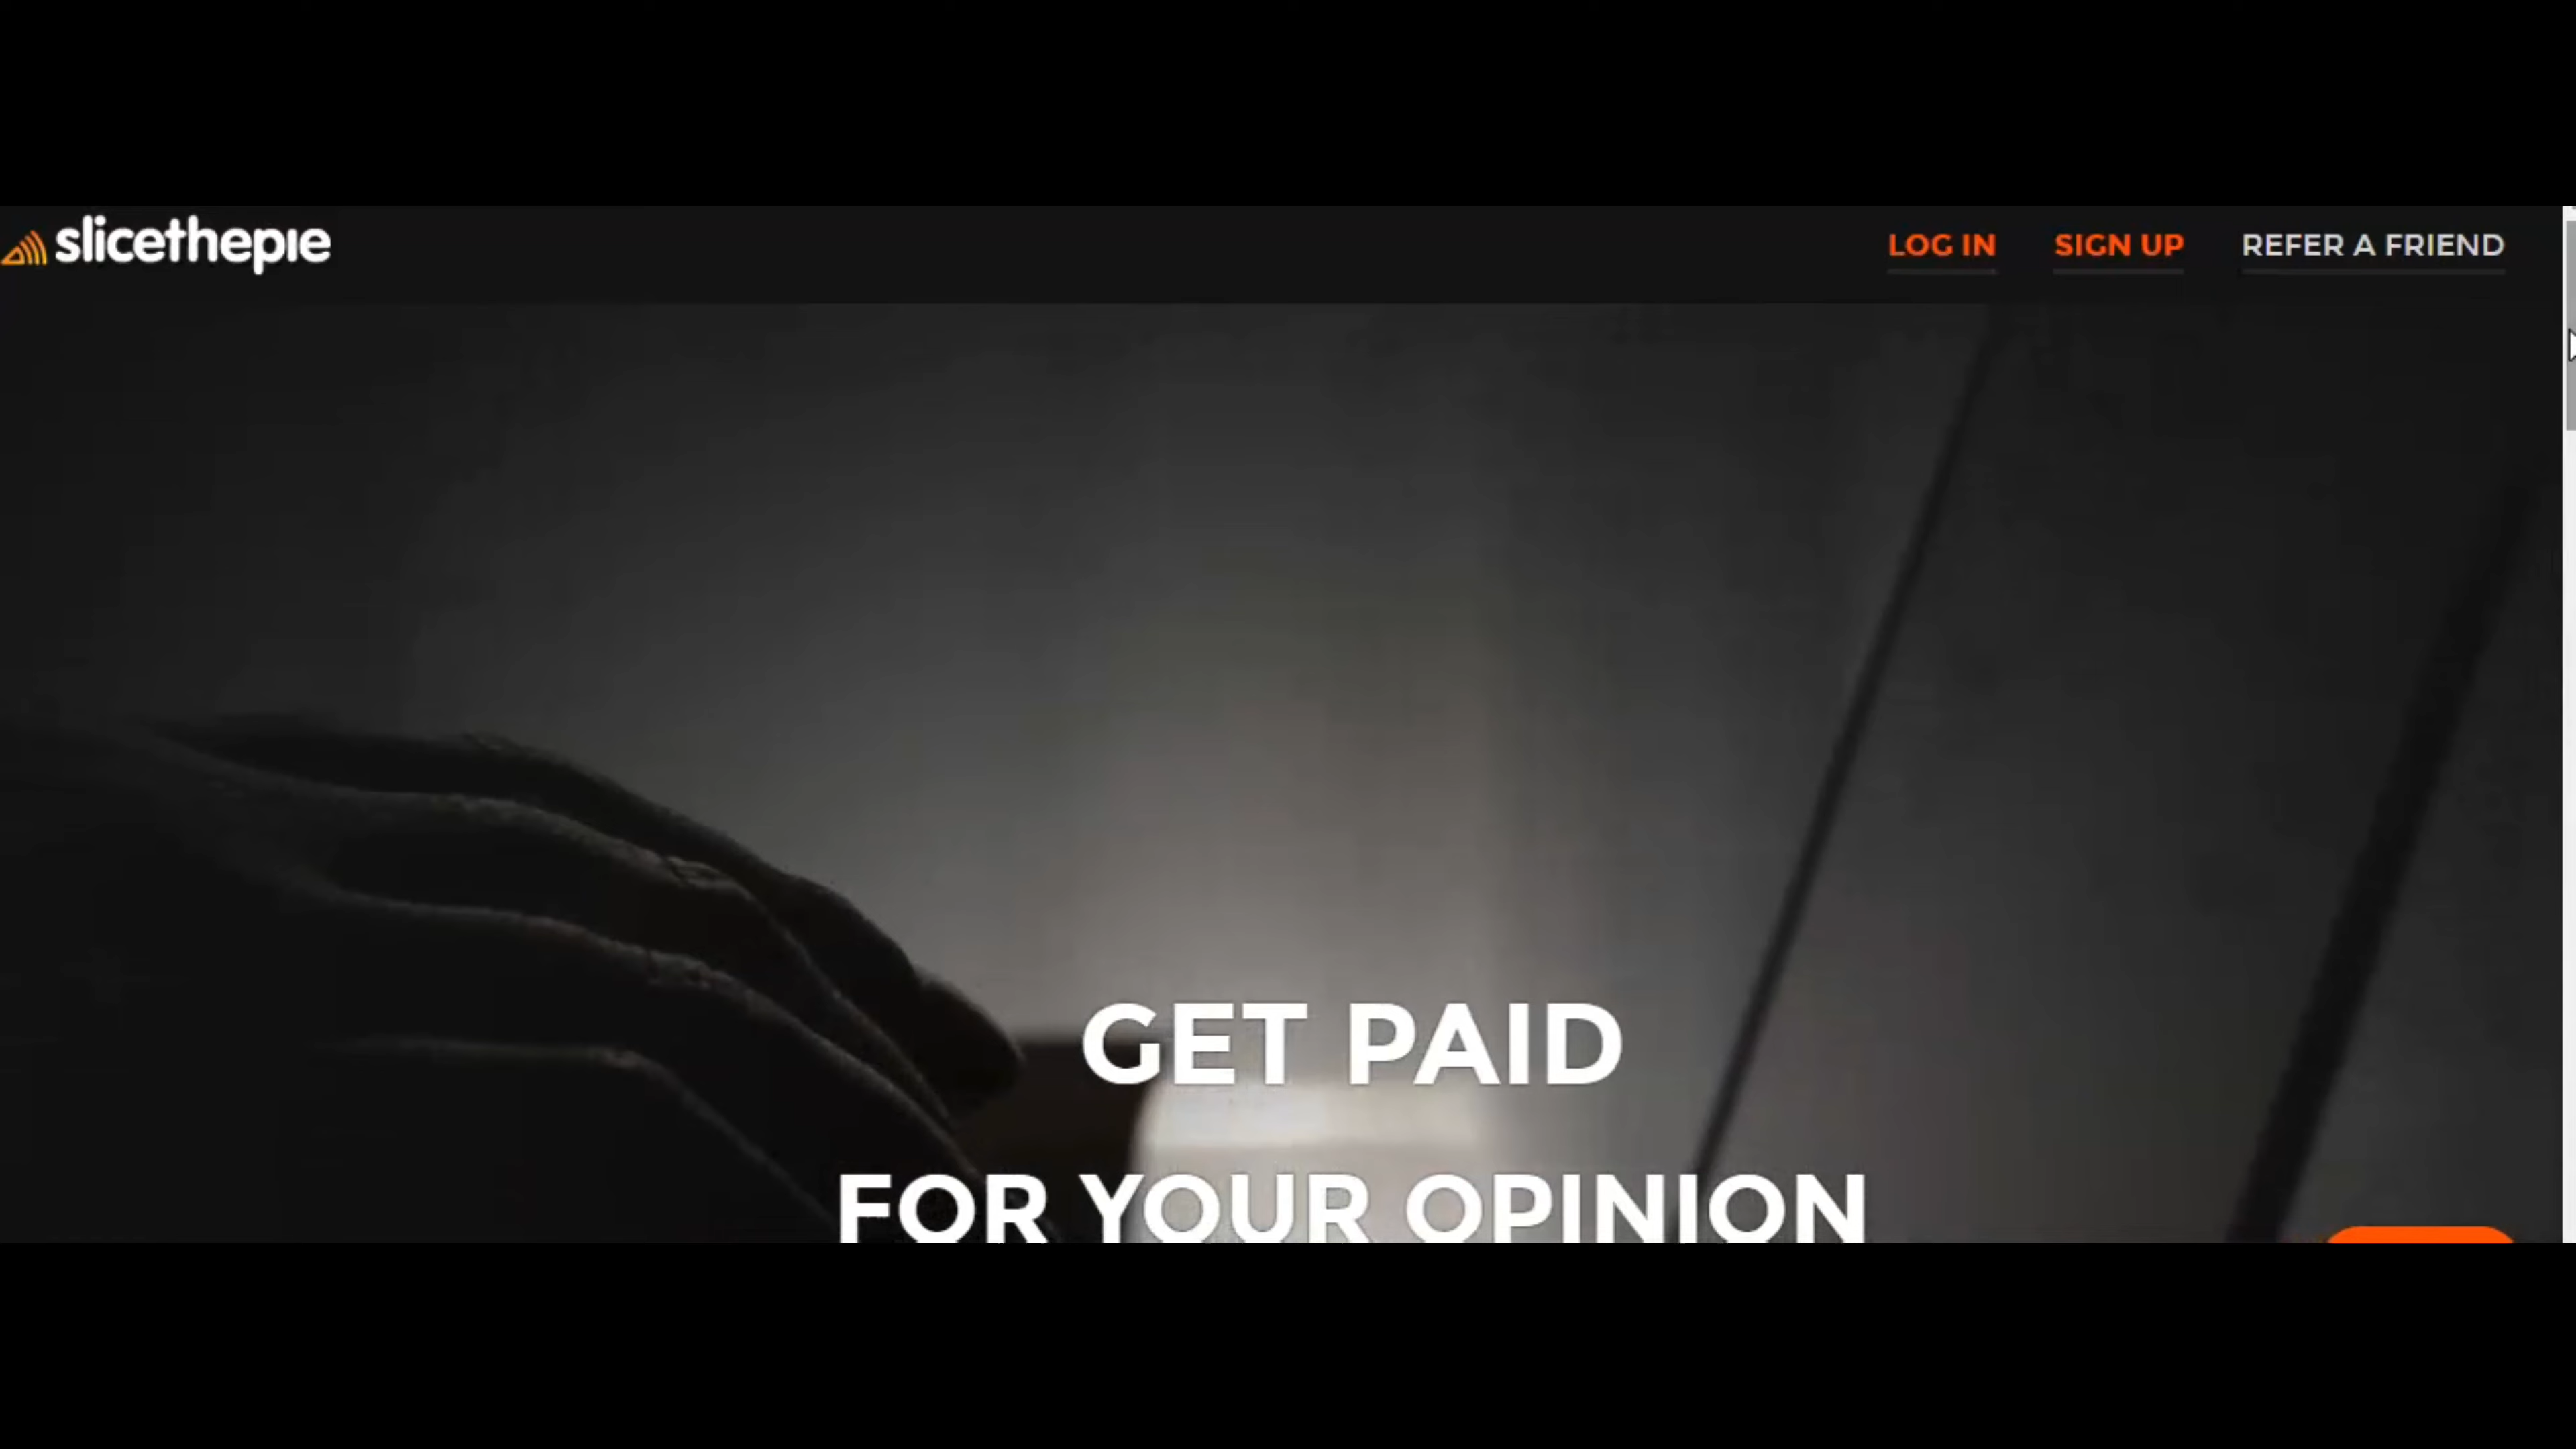 slicethepie
LOG IN
SIGN UP
REFER A FRIEND
GET PAID
FOR YOUR OPINION